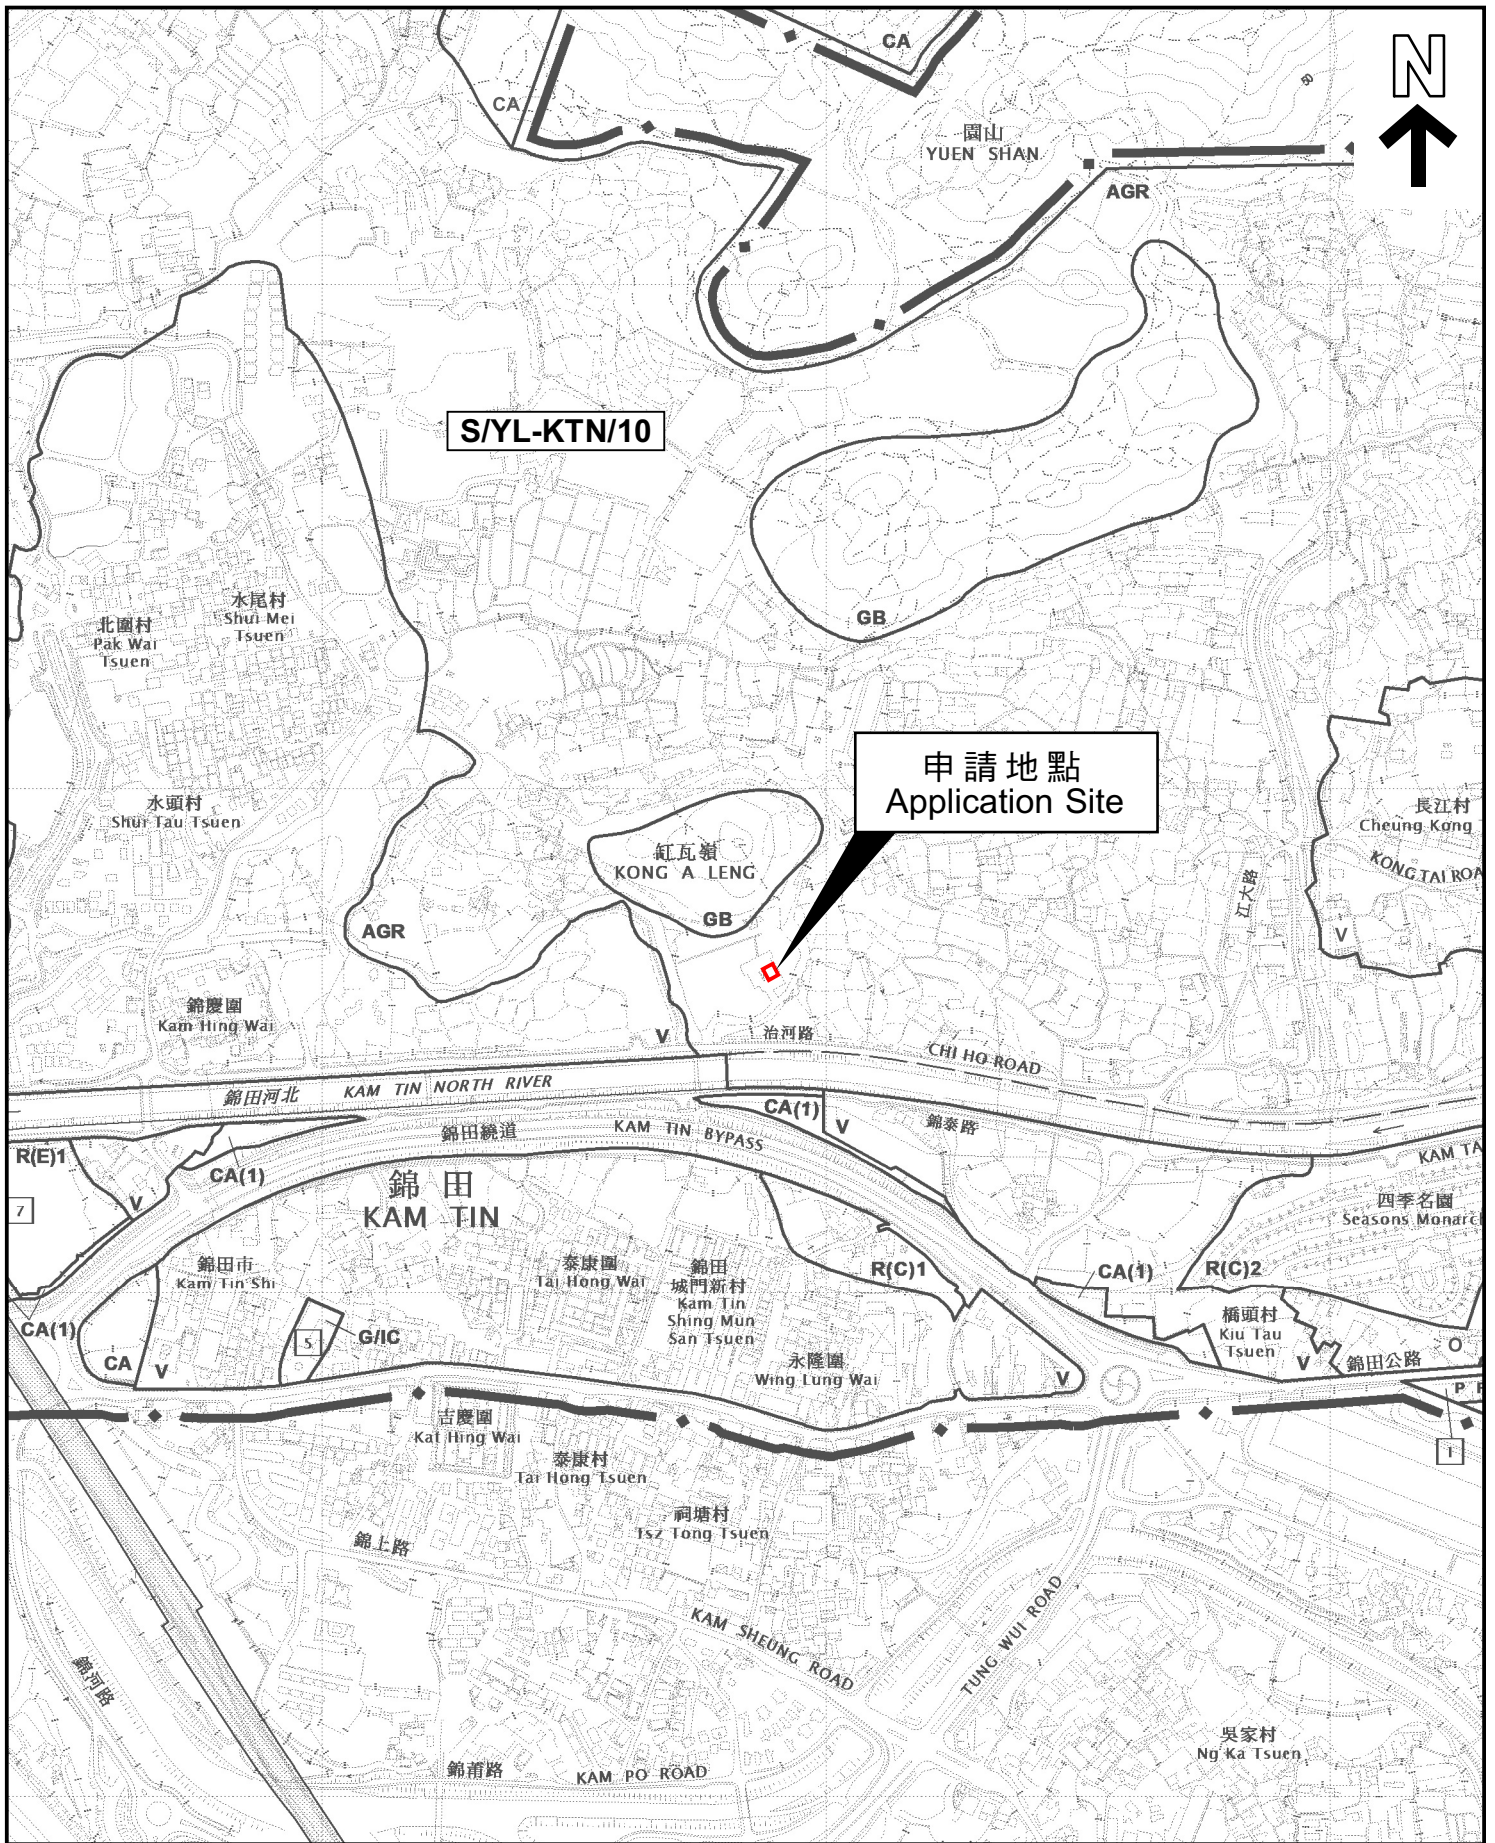 N
CA
CA
50
園山
YUEN SHAN
AGR
S/YL-KTN/10
水尾村
Shui Mei
Tsuen
北圍村
Pak Wai
Tsuen
GB
申請地點
Application Site
水頭村
Shui Tau Tsuen
長江村
Cheung Kong
KONG TAI ROA
江大路
缸瓦嶺
KONG A LENG
GB
AGR
V
錦慶圍
Kam Hing Wai
V
治河路
CHI HO ROAD
錦田河北
KAM TIN NORTH RIVER
CA(1)
V
錦泰路
錦田繞道
KAM TIN BYPASS
R(E)1
CA(1)
KAM TA
V
7
錦田
KAM TIN
四季名園
Seasons Monarc
錦田市
Kam Tin Shi
泰康圍
Tai Hong Wai
錦田
城門新村
Kam Tin
Shing Mun
San Tsuen
R(C)1
CA(1)
R(C)2
橋頭村
Kiu Tau
Tsuen
CA(1)
5
G/IC
CA
V
永隆圍
Wing Lung Wai
V
V
錦田公路
O
P
1
吉慶圍
Kat Hing Wai
泰康村
Tai Hong Tsuen
祠塘村
Tsz Tong Tsuen
錦上路
KAM SHEUNG ROAD
TUNG WUI ROAD
錦河路
吳家村
Ng Ka Tsuen
錦莆路
KAM PO ROAD